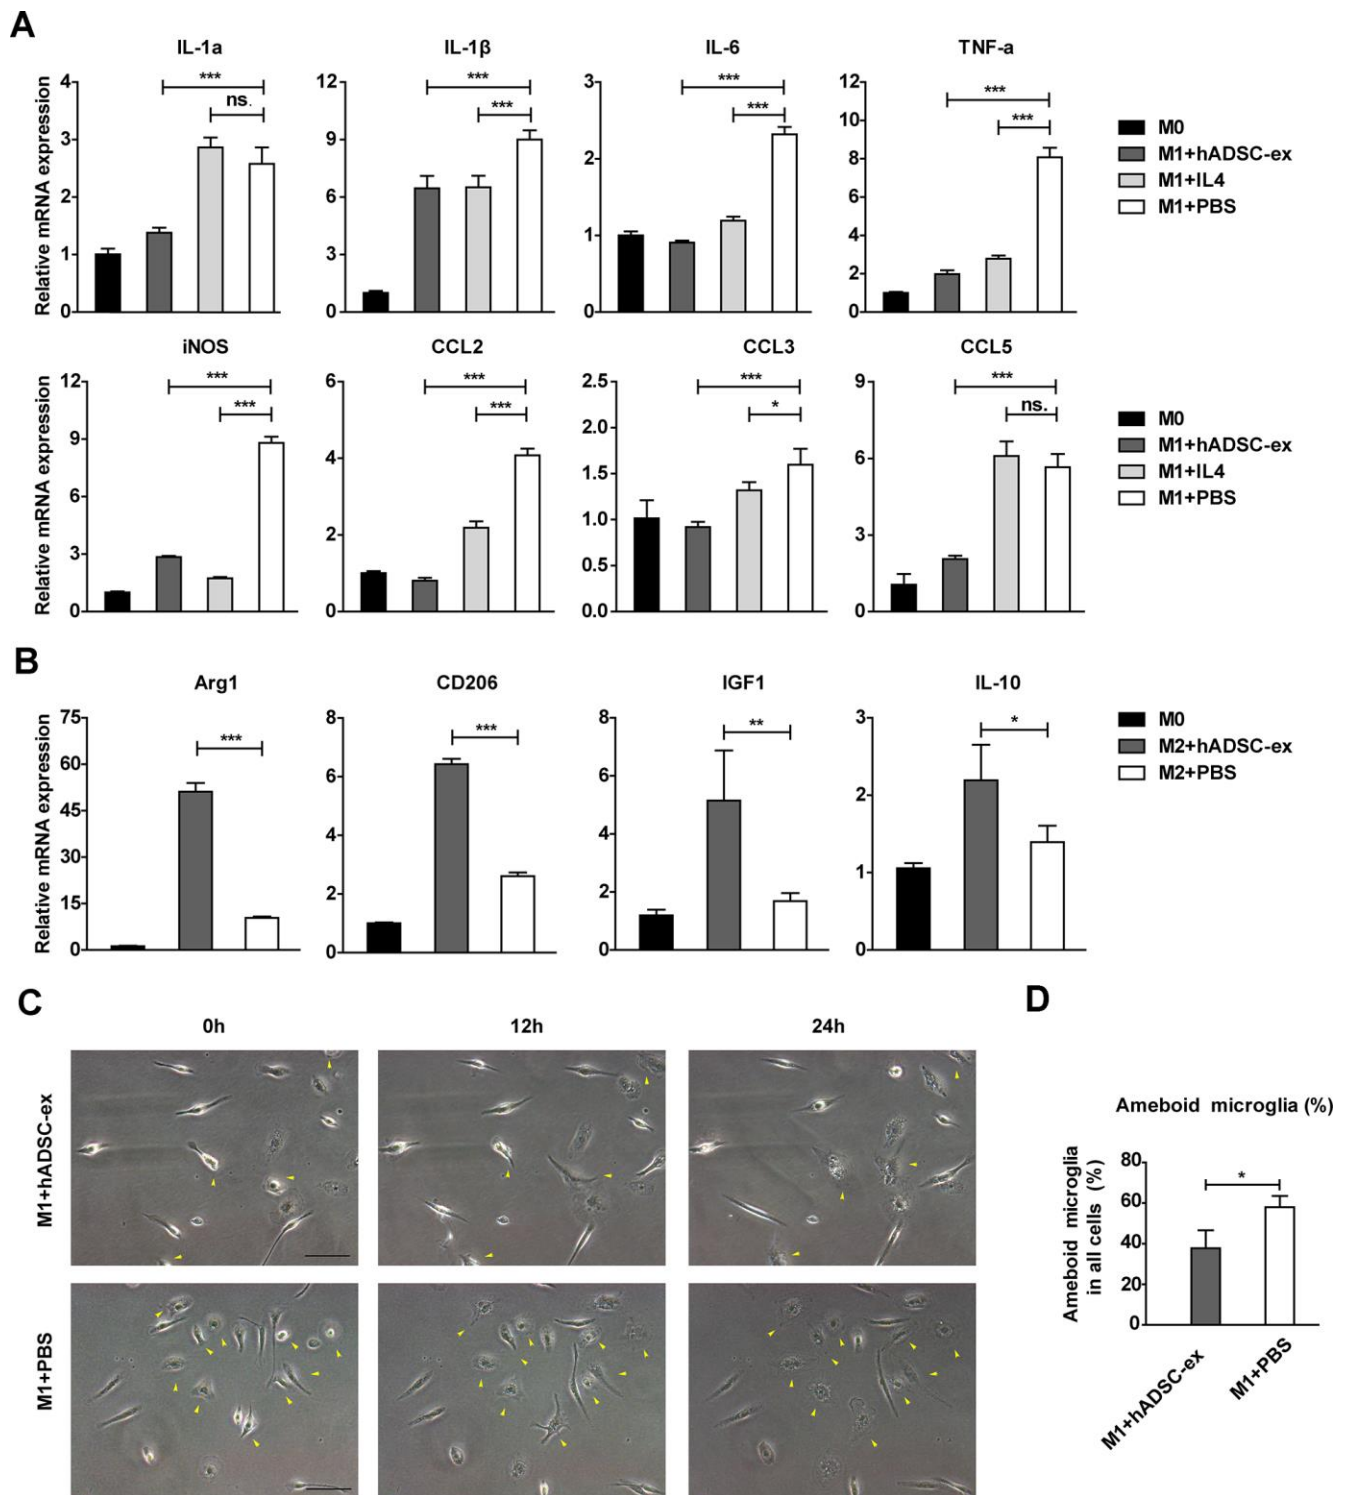 A
IL-1a
IL-1β
IL-6
TNF-a
Relative mRNA expression
4
3
2
1
0
***
ns.
12
9
6
3
0
***
***
3
2
1
0
***
***
12
10
8
6
4
2
0
***
***
M0
M1+hADSC-ex
M1+IL4
M1+PBS
iNOS
CCL2
CCL3
CCL5
Relative mRNA expression
12
9
6
3
0
***
***
6
4
2
0
***
***
2.5
2.0
1.5
1.0
0.5
0.0
***
*
9
6
3
0
***
ns.
M0
M1+hADSC-ex
M1+IL4
M1+PBS
B
Arg1
CD206
IGF1
IL-10
Relative mRNA expression
75
60
45
30
15
0
***
8
6
4
2
0
***
8
6
4
2
0
**
3
2
1
0
*
M0
M2+hADSC-ex
M2+PBS
C
0h
12h
24h
M1+hADSC-ex
M1+PBS
D
Ameboid microglia (%)
Ameboid microglia
in all cells (%)
80
60
40
20
0
*
M1+hADSC-ex
M1+PBS